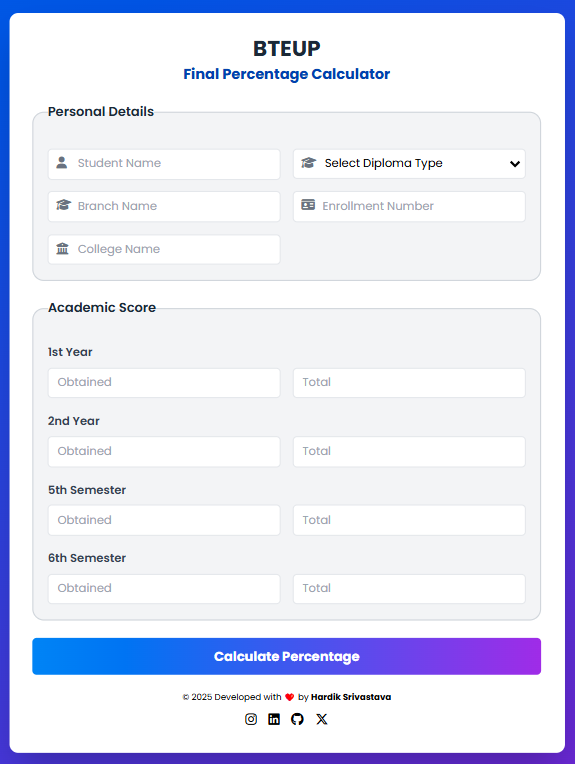 BTEUP
Final Percentage Calculator
Personal Details
Student Name
Select Diploma Type
Branch Name
Enrollment Number
College Name
Academic Score
1st Year
Obtained
Total
2nd Year
Obtained
Total
5th Semester
Obtained
Total
6th Semester
Obtained
Total
Calculate Percentage
© 2025 Developed with ❤️ by Hardik Srivastava